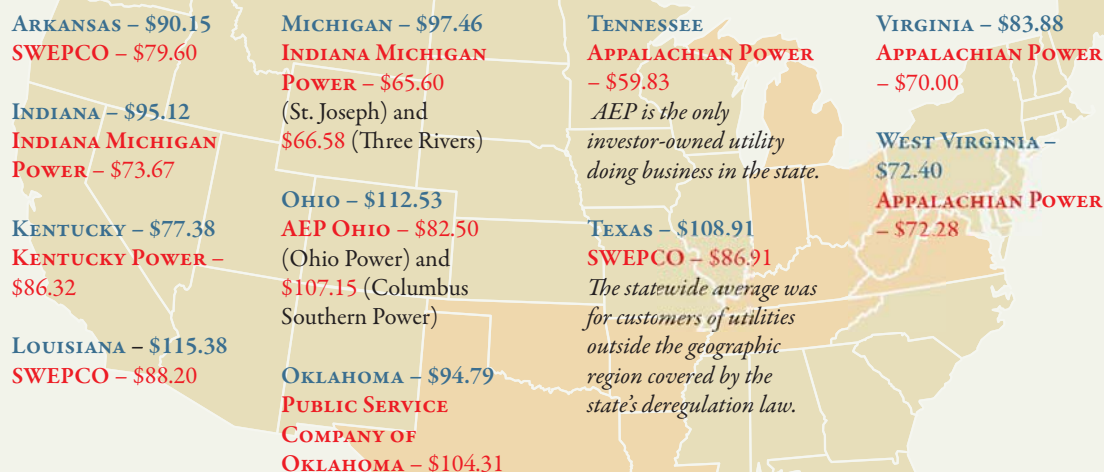 Arkansas – $90.15
SWEPCO – $79.60
Indiana – $95.12
Indiana Michigan
Power – $73.67
Kentucky – $77.38
Kentucky Power –
$86.32
Louisiana – $115.38
SWEPCO – $88.20
Michigan – $97.46
Indiana Michigan
Power – $65.60
(St. Joseph) and
$66.58 (Three Rivers)
Ohio – $112.53
AEP Ohio – $82.50
(Ohio Power) and
$107.15 (Columbus
Southern Power)
Oklahoma – $94.79
Public Service
Company of
Oklahoma – $104.31
Tennessee
Appalachian Power
– $59.83
AEP is the only
investor-owned utility
doing business in the state.
Texas – $108.91
SWEPCO – $86.91
The statewide average was
for customers of utilities
outside the geographic
region covered by the
state's deregulation law.
Virginia – $83.88
Appalachian Power
– $70.00
West Virginia –
$72.40
Appalachian Power
– $72.28